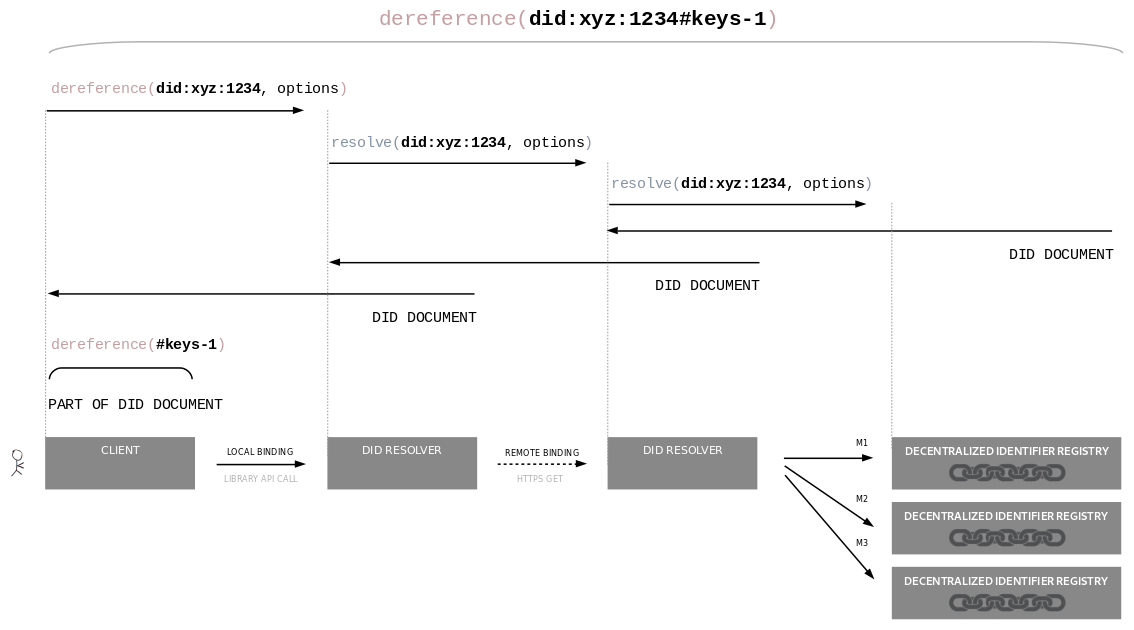 dereference(did:xyz:1234#keys-1)
dereference(did:xyz:1234, options)
resolve(did:xyz:1234, options)
resolve(did:xyz:1234, options)
DID DOCUMENT
DID DOCUMENT
DID DOCUMENT
dereference(#keys-1)
PART OF DID DOCUMENT
CLIENT
LOCAL BINDING
LIBRARY API CALL
DID RESOLVER
REMOTE BINDING
HTTPS GET
DID RESOLVER
M1
M2
M3
DECENTRALIZED IDENTIFIER REGISTRY
DECENTRALIZED IDENTIFIER REGISTRY
DECENTRALIZED IDENTIFIER REGISTRY